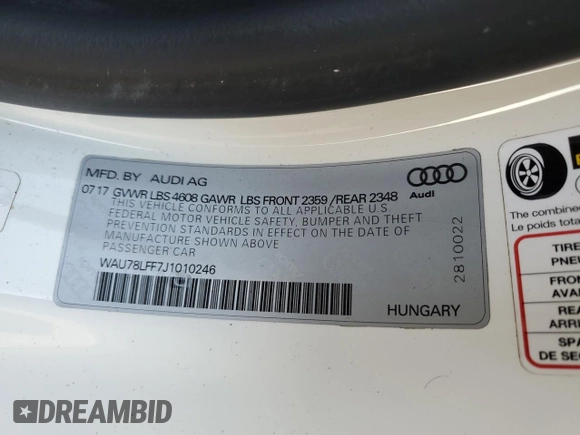 MFD. BY AUDI AG
Audi
07 17 GVWR LBS 4608 GAWR LBS FRONT 2359 / REAR 2348
THIS VEHICLE CONFORMS TO ALL APPLICABLE U.S
FEDERAL MOTOR VEHICLE SAFETY, BUMPER AND THEFT
PREVENTION STANDARDS IN EFFECT ON THE DATE OF
MANUFACTURE SHOWN ABOVE
PASSENGER CAR
WAU78LFF7J1010246
2810022
HUNGARY
The combined
Le poids tota
TIRE
PNEU
FRON
AVAN
REA
ARRI
SPA
DE SEC
DREAMBID